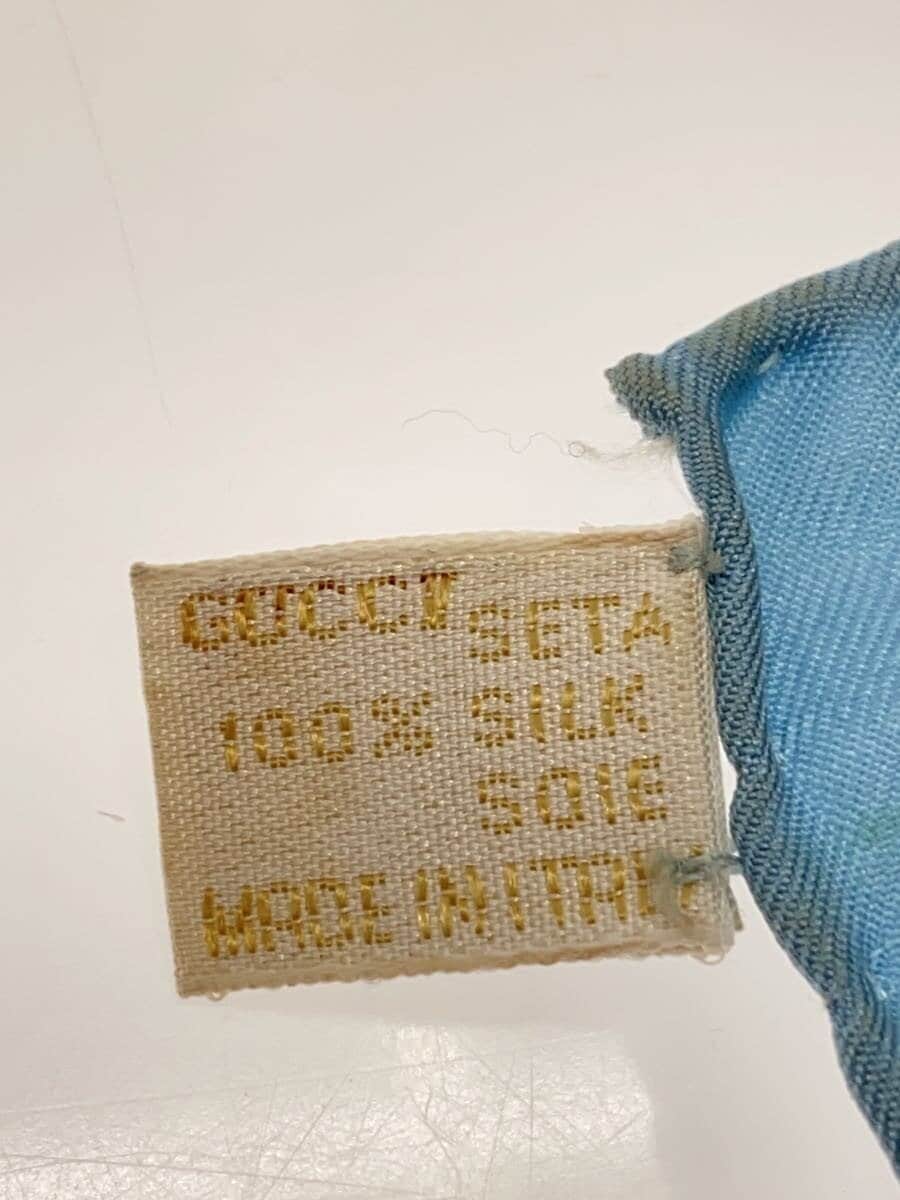 GUCCI SETA
100% SILK
SOIE
MADE IN ITALY